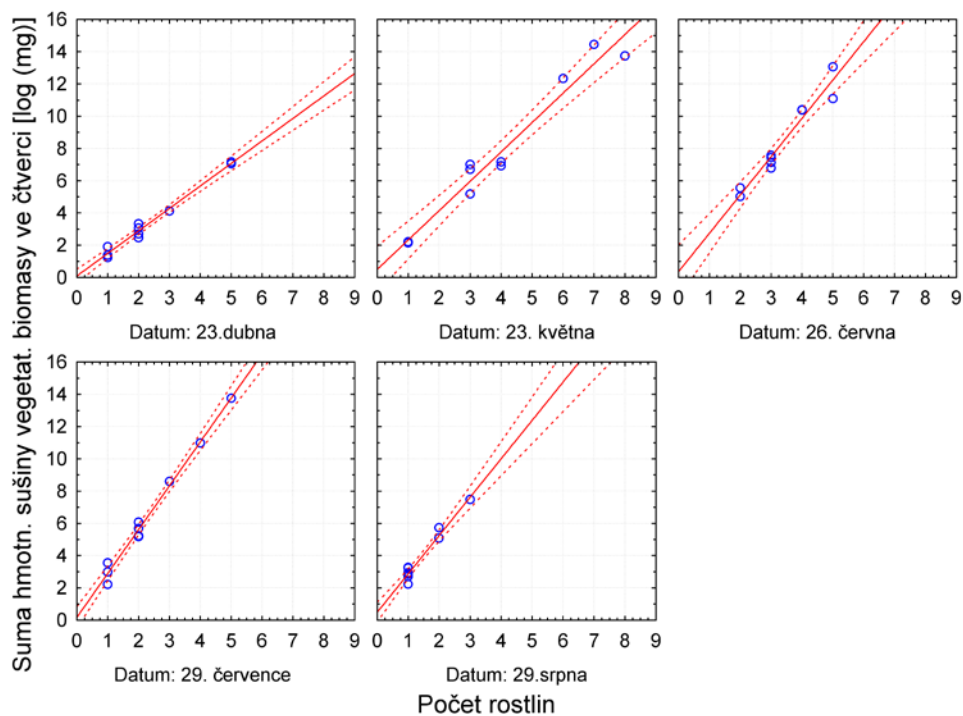 Suma hmotn. sušiny vegetat. biomasy ve čtverci [log (mg)]
16
14
12
10
8
6
4
2
0
0 1 2 3 4 5 6 7 8 9
Datum: 23.dubna
0 1 2 3 4 5 6 7 8 9
Datum: 23. května
0 1 2 3 4 5 6 7 8 9
Datum: 26. června
16
14
12
10
8
6
4
2
0
0 1 2 3 4 5 6 7 8 9
Datum: 29. července
0 1 2 3 4 5 6 7 8 9
Datum: 29.srpna
Počet rostlin